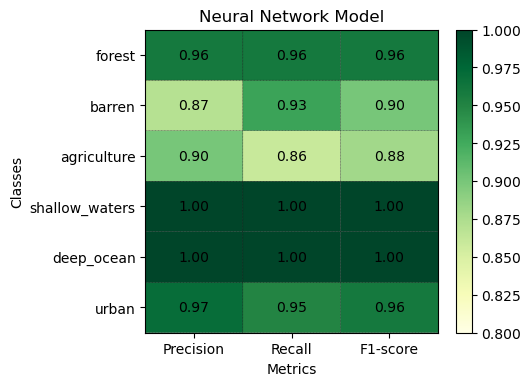 Neural Network Model
forest 0.96 0.96 0.96
barren 0.87 0.93 0.90
agriculture 0.90 0.86 0.88
shallow_waters 1.00 1.00 1.00
deep_ocean 1.00 1.00 1.00
urban 0.97 0.95 0.96
Precision Recall F1-score
Metrics
Classes
1.000
0.975
0.950
0.925
0.900
0.875
0.850
0.825
0.800